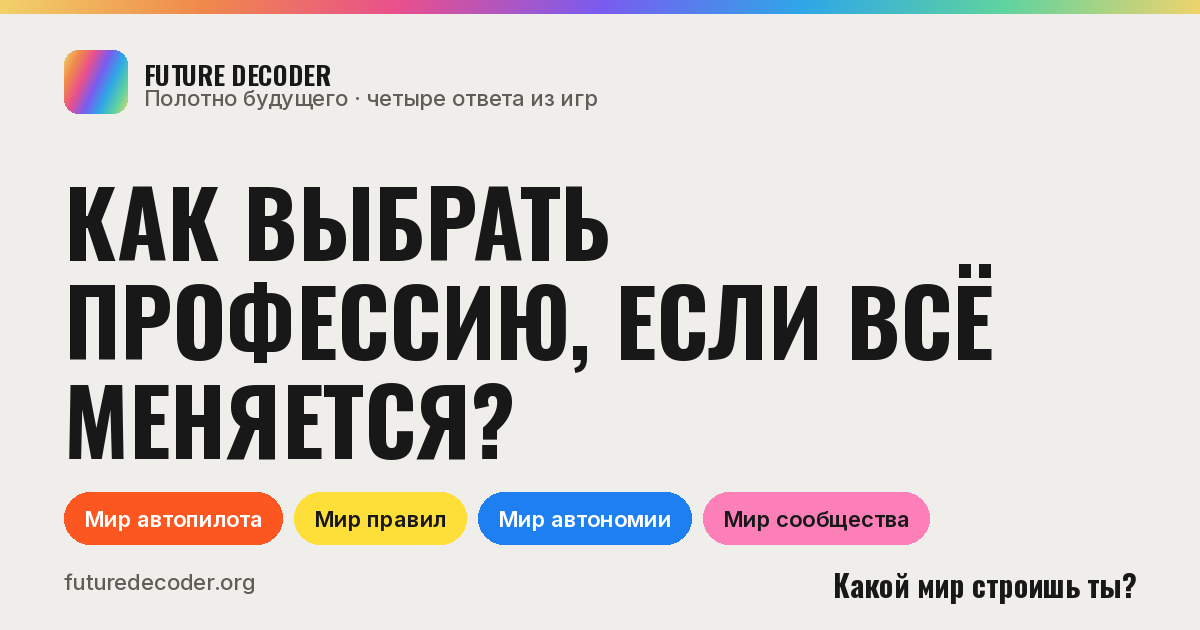 FUTURE DECODER
Полотно будущего · четыре ответа из игр
КАК ВЫБРАТЬ
ПРОФЕССИЮ, ЕСЛИ ВСЁ
МЕНЯЕТСЯ?
Мир автопилота
Мир правил
Мир автономии
Мир сообщества
futuredecoder.org
Какой мир строишь ты?